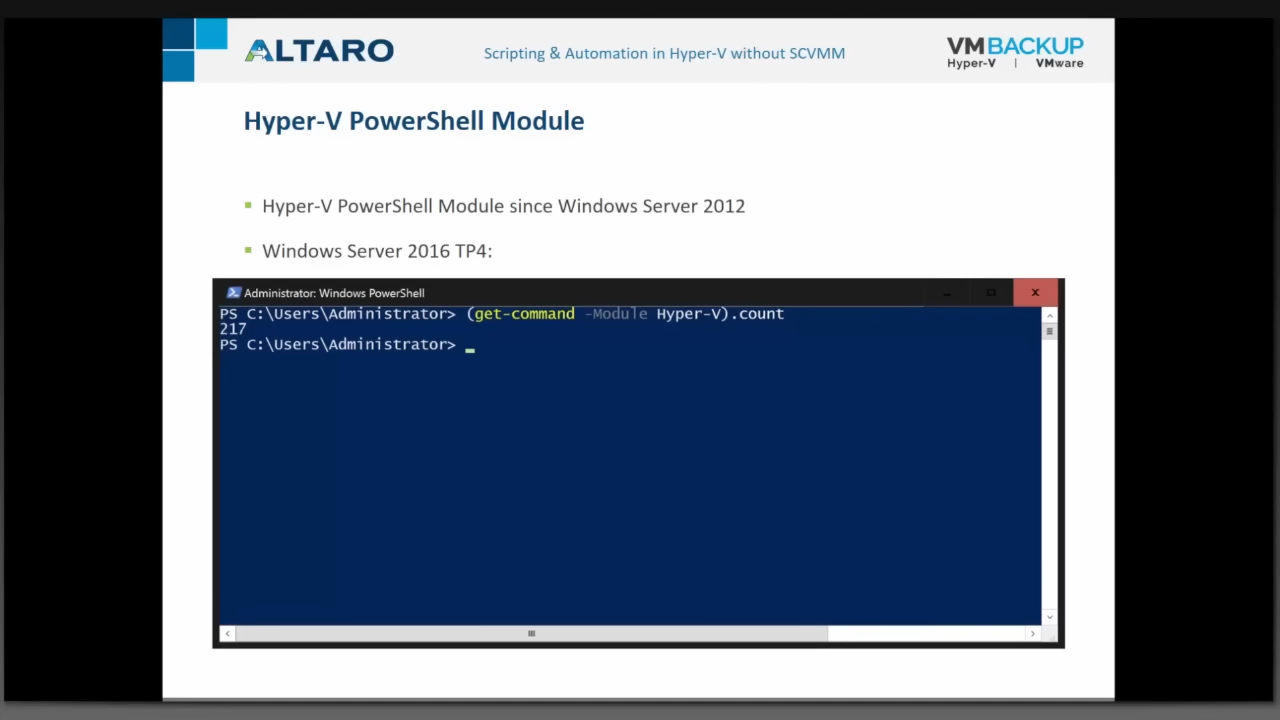 ALTARO
Scripting & Automation in Hyper-V without SCVMM
VMBACKUP
Hyper-V | VMware
Hyper-V PowerShell Module
Hyper-V PowerShell Module since Windows Server 2012
Windows Server 2016 TP4:
Administrator: Windows PowerShell
PS C:\Users\Administrator> (get-command -Module Hyper-V).count
217
PS C:\Users\Administrator> _